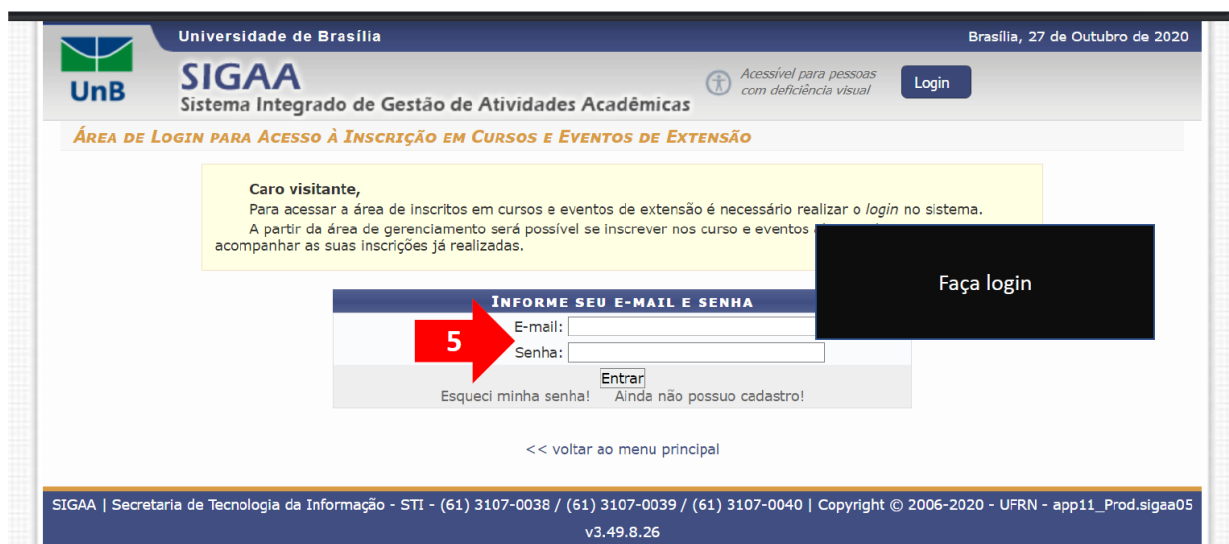 Universidade de Brasília
Brasília, 27 de Outubro de 2020
UnB
SIGAA
Sistema Integrado de Gestão de Atividades Acadêmicas
Acessível para pessoas
com deficiência visual
Login
Área de Login para Acesso à Inscrição em Cursos e Eventos de Extensão
Caro visitante,
Para acessar a área de inscritos em cursos e eventos de extensão é necessário realizar o login no sistema.
A partir da área de gerenciamento será possível se inscrever nos curso e eventos
acompanhar as suas inscrições já realizadas.
Faça login
Informe seu e-mail e senha
5
E-mail:
Senha:
Entrar
Esqueci minha senha! Ainda não possuo cadastro!
<< voltar ao menu principal
SIGAA | Secretaria de Tecnologia da Informação - STI - (61) 3107-0038 / (61) 3107-0039 / (61) 3107-0040 | Copyright © 2006-2020 - UFRN - app11_Prod.sigaa05
v3.49.8.26